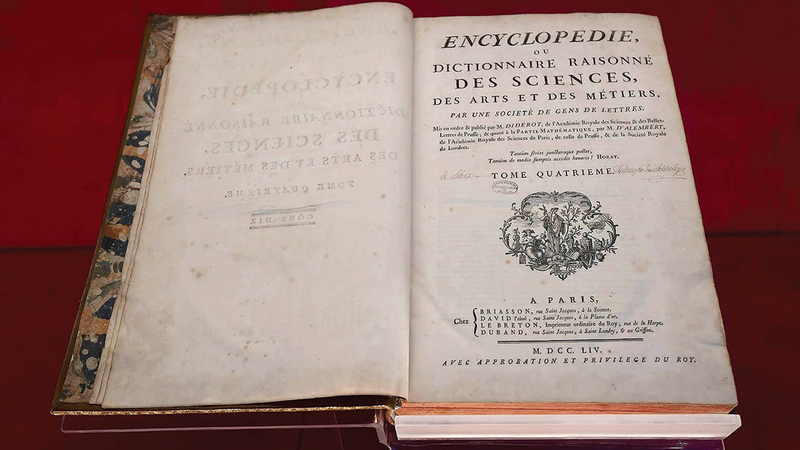 ENCYCLOPEDIE,
OU
DICTIONNAIRE RAISONNÉ
DES SCIENCES,
DES ARTS ET DES MÉTIERS,
PAR UNE SOCIETÉ DE GENS DE LETTRES.
Mis en ordre & publié par M. DIDEROT, de l'Académie Royale des Sciences & des Belles-
Lettres de Prusse; & quant à la PARTIE MATHÉMATIQUE, par M. D'ALEMBERT,
de l'Académie Royale des Sciences de Paris, de celle de Prusse, & de la Société Royale
de Londres.
Tantùm series juncturaque pollet,
Tantùm de medio sumptis accedit honoris! HORAT.
TOME QUATRIEME.
A PARIS,
Chez
BRIASSON, rue Saint Jacques, à la Science.
DAVID l'aîné, rue Saint Jacques, à la Plume d'or.
LE BRETON, Imprimeur ordinaire du Roy, rue de la Harpe.
DURAND, rue Saint Jacques, à Saint Landry, & au Griffon.
M. DCC. LIV.
AVEC APPROBATION ET PRIVILEGE DU ROY.